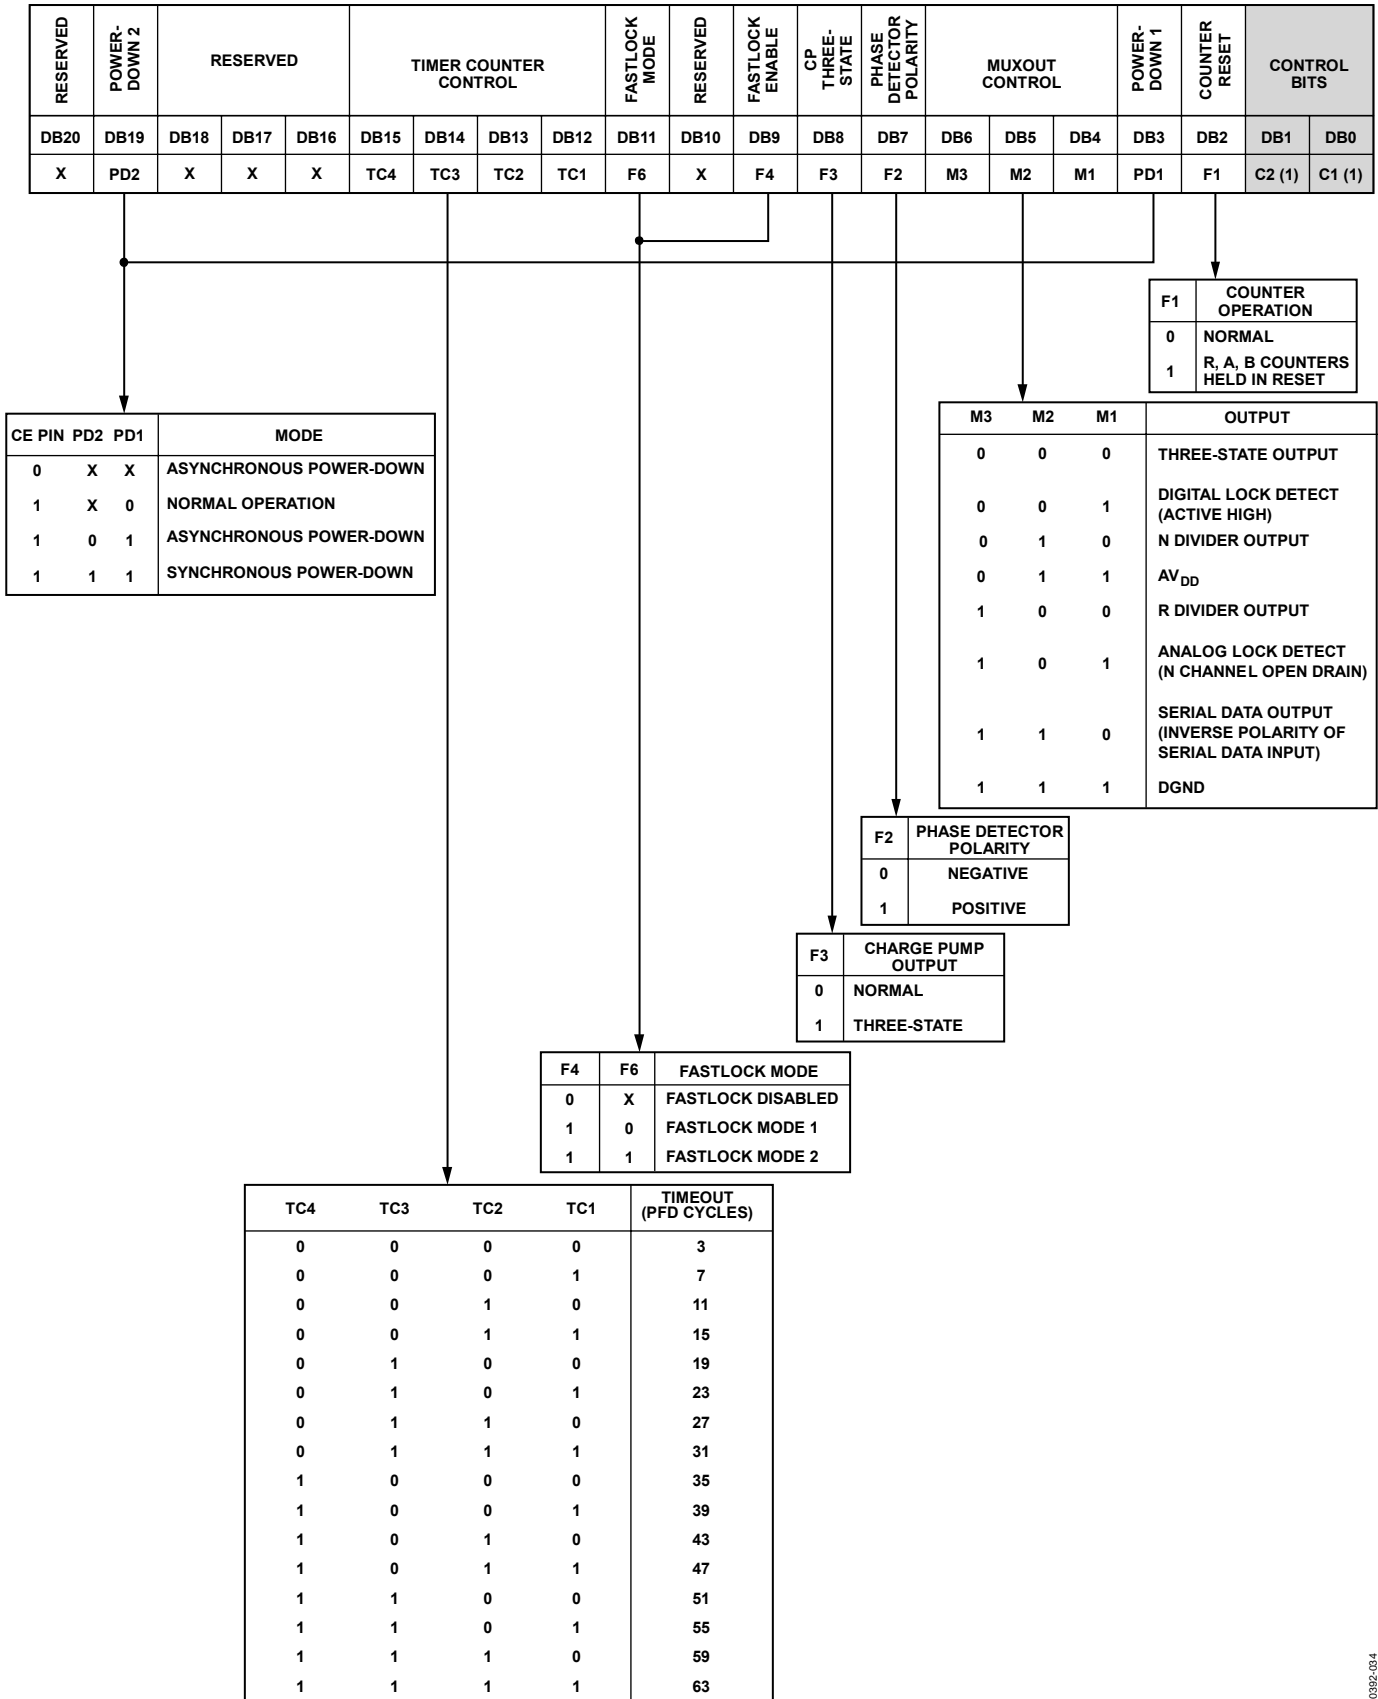 RESERVED
POWER-
DOWN 2
RESERVED
TIMER COUNTER
CONTROL
FASTLOCK
MODE
RESERVED
FASTLOCK
ENABLE
CP
THREE-
STATE
PHASE
DETECTOR
POLARITY
MUXOUT
CONTROL
POWER-
DOWN 1
COUNTER
RESET
CONTROL
BITS
DB20 DB19 DB18 DB17 DB16 DB15 DB14 DB13 DB12 DB11 DB10 DB9 DB8 DB7 DB6 DB5 DB4 DB3 DB2 DB1 DB0
X PD2 X X X TC4 TC3 TC2 TC1 F6 X F4 F3 F2 M3 M2 M1 PD1 F1 C2 (1) C1 (1)
F1 COUNTER
OPERATION
0 NORMAL
1 R, A, B COUNTERS
HELD IN RESET
CE PIN PD2 PD1 MODE
0 X X ASYNCHRONOUS POWER-DOWN
1 X 0 NORMAL OPERATION
1 0 1 ASYNCHRONOUS POWER-DOWN
1 1 1 SYNCHRONOUS POWER-DOWN
M3 M2 M1 OUTPUT
0 0 0 THREE-STATE OUTPUT
0 0 1 DIGITAL LOCK DETECT
(ACTIVE HIGH)
0 1 0 N DIVIDER OUTPUT
0 1 1 AVDD
1 0 0 R DIVIDER OUTPUT
1 0 1 ANALOG LOCK DETECT
(N CHANNEL OPEN DRAIN)
1 1 0 SERIAL DATA OUTPUT
(INVERSE POLARITY OF
SERIAL DATA INPUT)
1 1 1 DGND
F2 PHASE DETECTOR
POLARITY
0 NEGATIVE
1 POSITIVE
F3 CHARGE PUMP
OUTPUT
0 NORMAL
1 THREE-STATE
F4 F6 FASTLOCK MODE
0 X FASTLOCK DISABLED
1 0 FASTLOCK MODE 1
1 1 FASTLOCK MODE 2
TC4 TC3 TC2 TC1 TIMEOUT
(PFD CYCLES)
0 0 0 0 3
0 0 0 1 7
0 0 1 0 11
0 0 1 1 15
0 1 0 0 19
0 1 0 1 23
0 1 1 0 27
0 1 1 1 31
1 0 0 0 35
1 0 0 1 39
1 0 1 0 43
1 0 1 1 47
1 1 0 0 51
1 1 0 1 55
1 1 1 0 59
1 1 1 1 63
0392-034